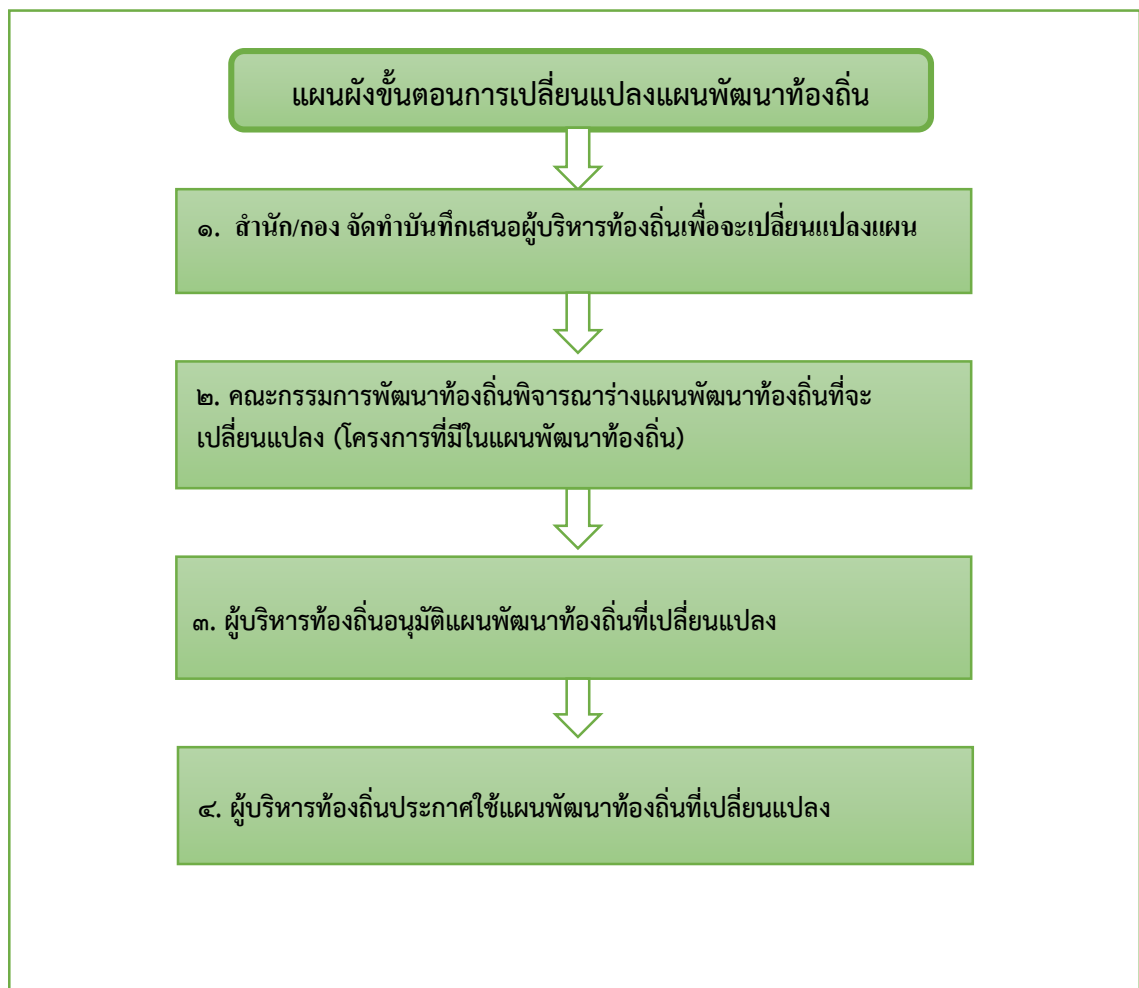 แผนผังขั้นตอนการเปลี่ยนแปลงแผนพัฒนาท้องถิ่น
๑. สำนัก/กอง จัดทำบันทึกเสนอผู้บริหารท้องถิ่นเพื่อจะเปลี่ยนแปลงแผน
๒. คณะกรรมการพัฒนาท้องถิ่นพิจารณาร่างแผนพัฒนาท้องถิ่นที่จะ
เปลี่ยนแปลง (โครงการที่มีในแผนพัฒนาท้องถิ่น)
๓. ผู้บริหารท้องถิ่นอนุมัติแผนพัฒนาท้องถิ่นที่เปลี่ยนแปลง
๔. ผู้บริหารท้องถิ่นประกาศใช้แผนพัฒนาท้องถิ่นที่เปลี่ยนแปลง